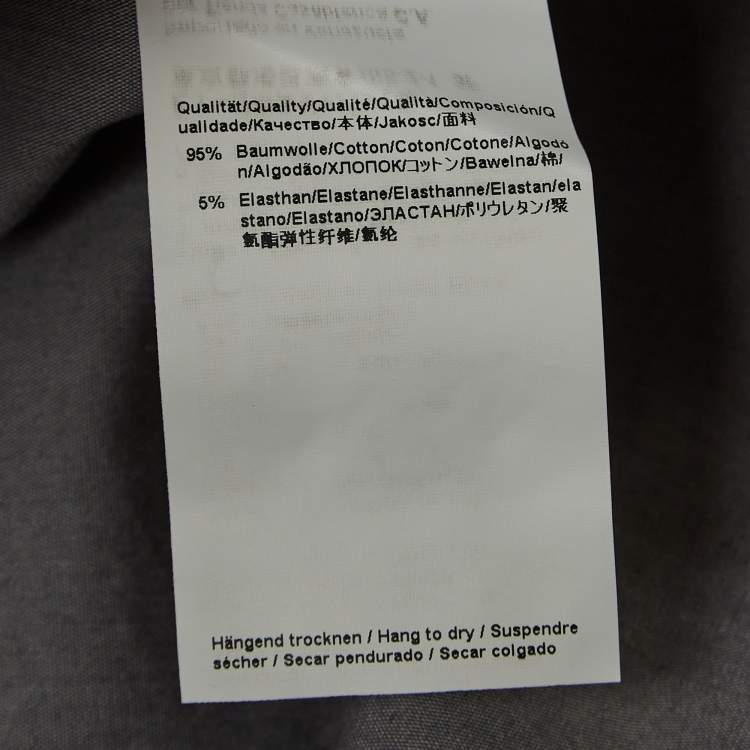 Qualität/Quality/Qualité/Qualità/Composición/Q
ualidade/Качество/本体/Jakosc/面料
95% Baumwolle/Cotton/Coton/Cotone/Algodó
n/Algodão/ХЛОПОК/コットン/Bawelna/棉/
5% Elasthan/Elastane/Elasthanne/Elastan/ela
stano/Elastano/ЭЛАСТАН/ポリウレタン/聚
氨酯弹性纤维/氨纶
Hängend trocknen / Hang to dry / Suspendre
sécher / Secar pendurado / Secar colgado